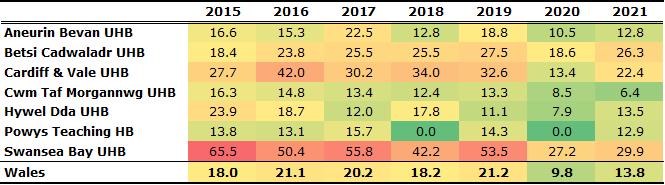 2015 2016 2017 2018 2019 2020 2021
Aneurin Bevan UHB 16.6 15.3 22.5 12.8 18.8 10.5 12.8
Betsi Cadwaladr UHB 18.4 23.8 25.5 25.5 27.5 18.6 26.3
Cardiff & Vale UHB 27.7 42.0 30.2 34.0 32.6 13.4 22.4
Cwm Taf Morgannwg UHB 16.3 14.8 13.4 12.4 13.3 8.5 6.4
Hywel Dda UHB 23.9 18.7 12.0 17.8 11.1 7.9 13.5
Powys Teaching HB 13.8 13.1 15.7 0.0 14.3 0.0 12.9
Swansea Bay UHB 65.5 50.4 55.8 42.2 53.5 27.2 29.9
Wales 18.0 21.1 20.2 18.2 21.2 9.8 13.8